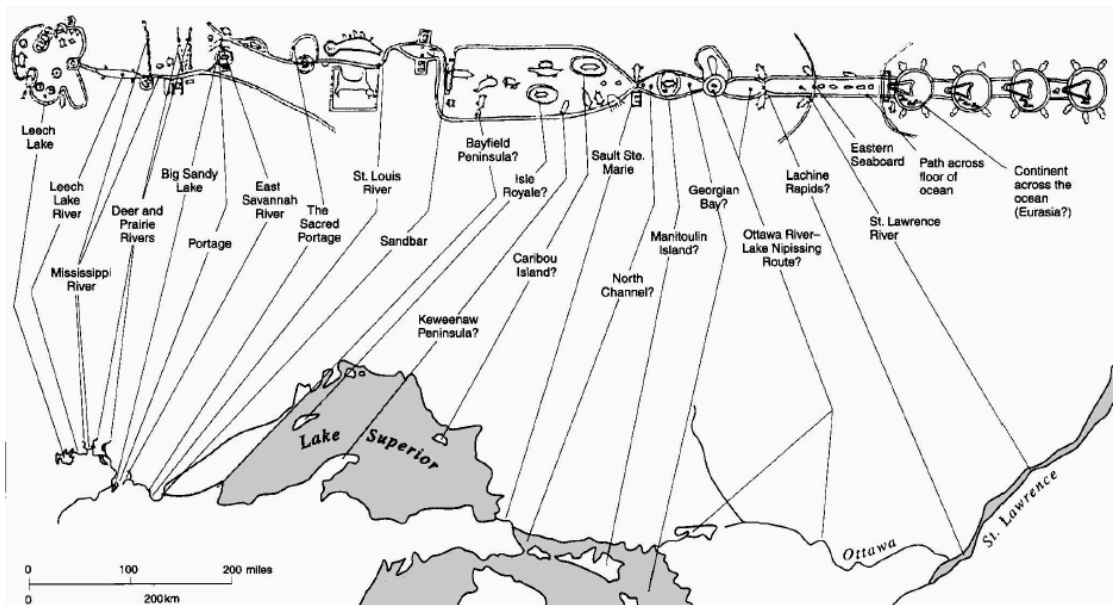 Leech
Lake
Leech
Lake
River
Mississippi
River
Deer and
Prairie
Rivers
Big Sandy
Lake
Portage
East
Savannah
River
The
Sacred
Portage
St. Louis
River
Sandbar
Bayfield
Peninsula?
Isle
Royale?
Keweenaw
Peninsula?
Caribou
Island?
Sault Ste.
Marie
North
Channel?
Manitoulin
Island?
Georgian
Bay?
Ottawa River–
Lake Nipissing
Route?
Lachine
Rapids?
Eastern
Seaboard
St. Lawrence
River
Path across
floor of
ocean
Continent
across the
ocean
(Eurasia?)
Lake Superior
Ottawa
St. Lawrence
0 100 200 miles
0 200km